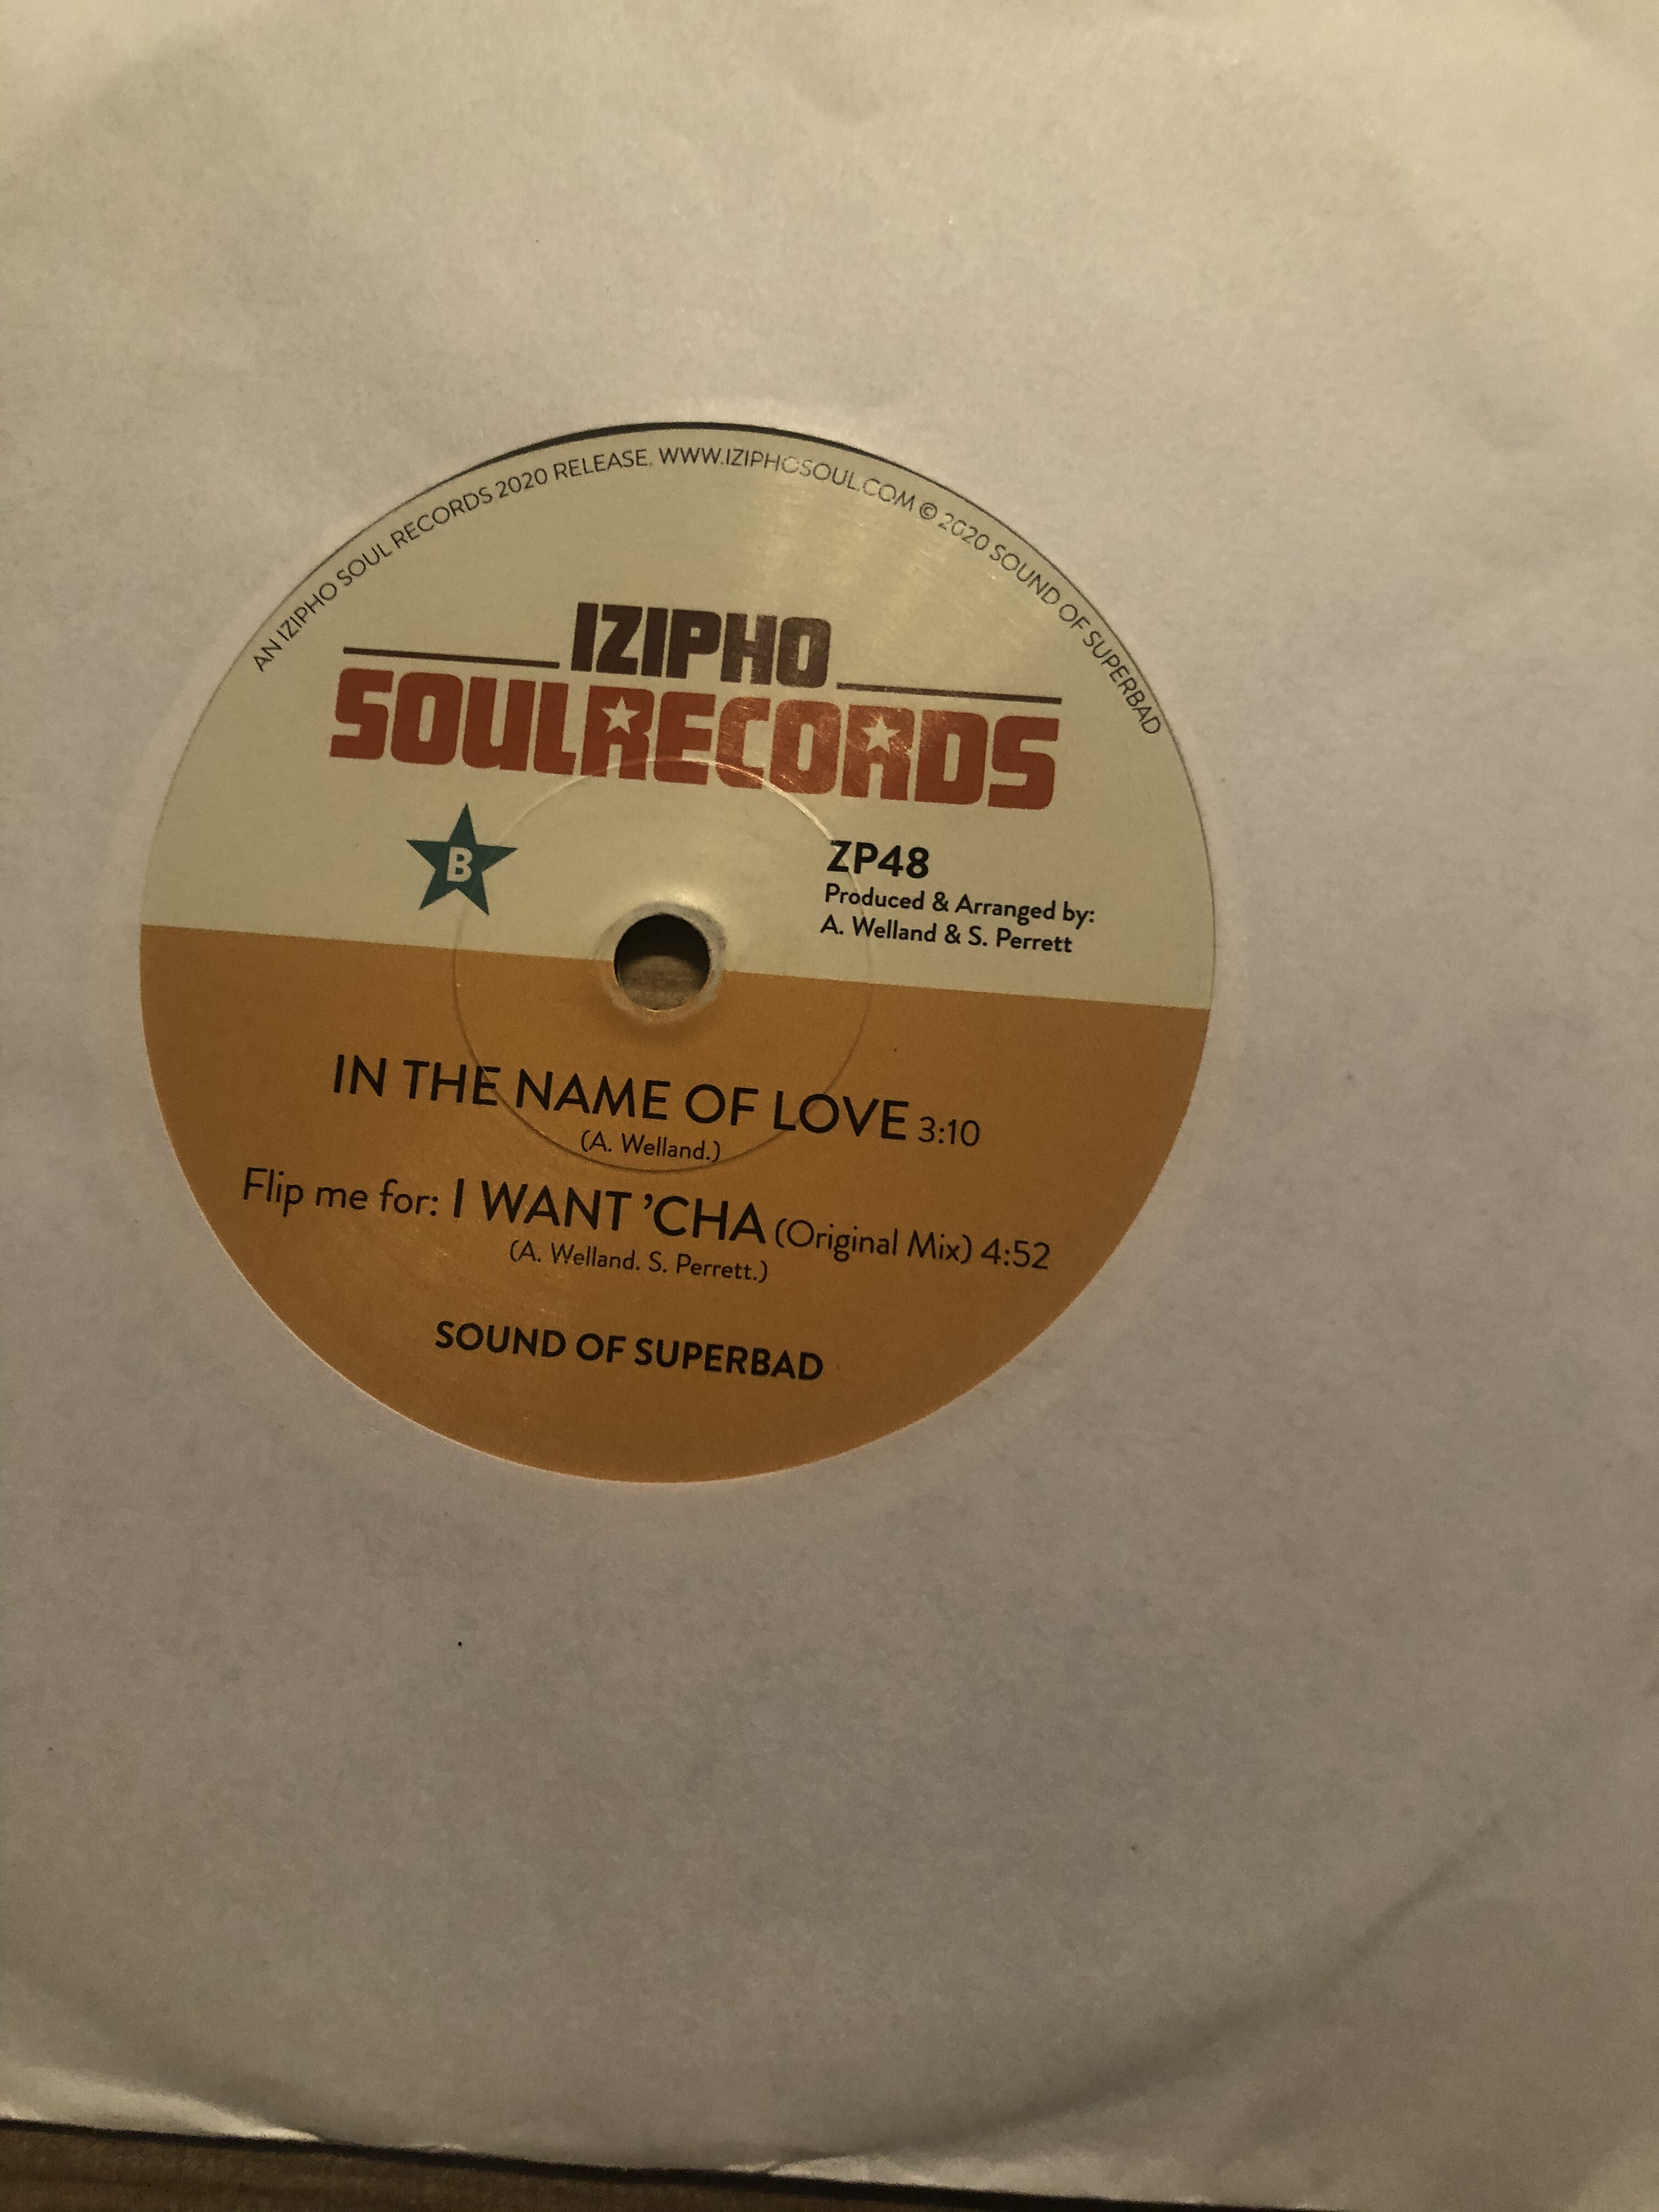 AN IZIPHO SOUL RECORDS 2020 RELEASE. WWW.IZIPHOSOUL.COM © 2020 SOUND OF SUPERBAD
IZIPHO
SOULRECORDS
B
ZP48
Produced & Arranged by:
A. Welland & S. Perrett
IN THE NAME OF LOVE 3:10
(A. Welland.)
Flip me for: I WANT ’CHA (Original Mix) 4:52
(A. Welland. S. Perrett.)
SOUND OF SUPERBAD